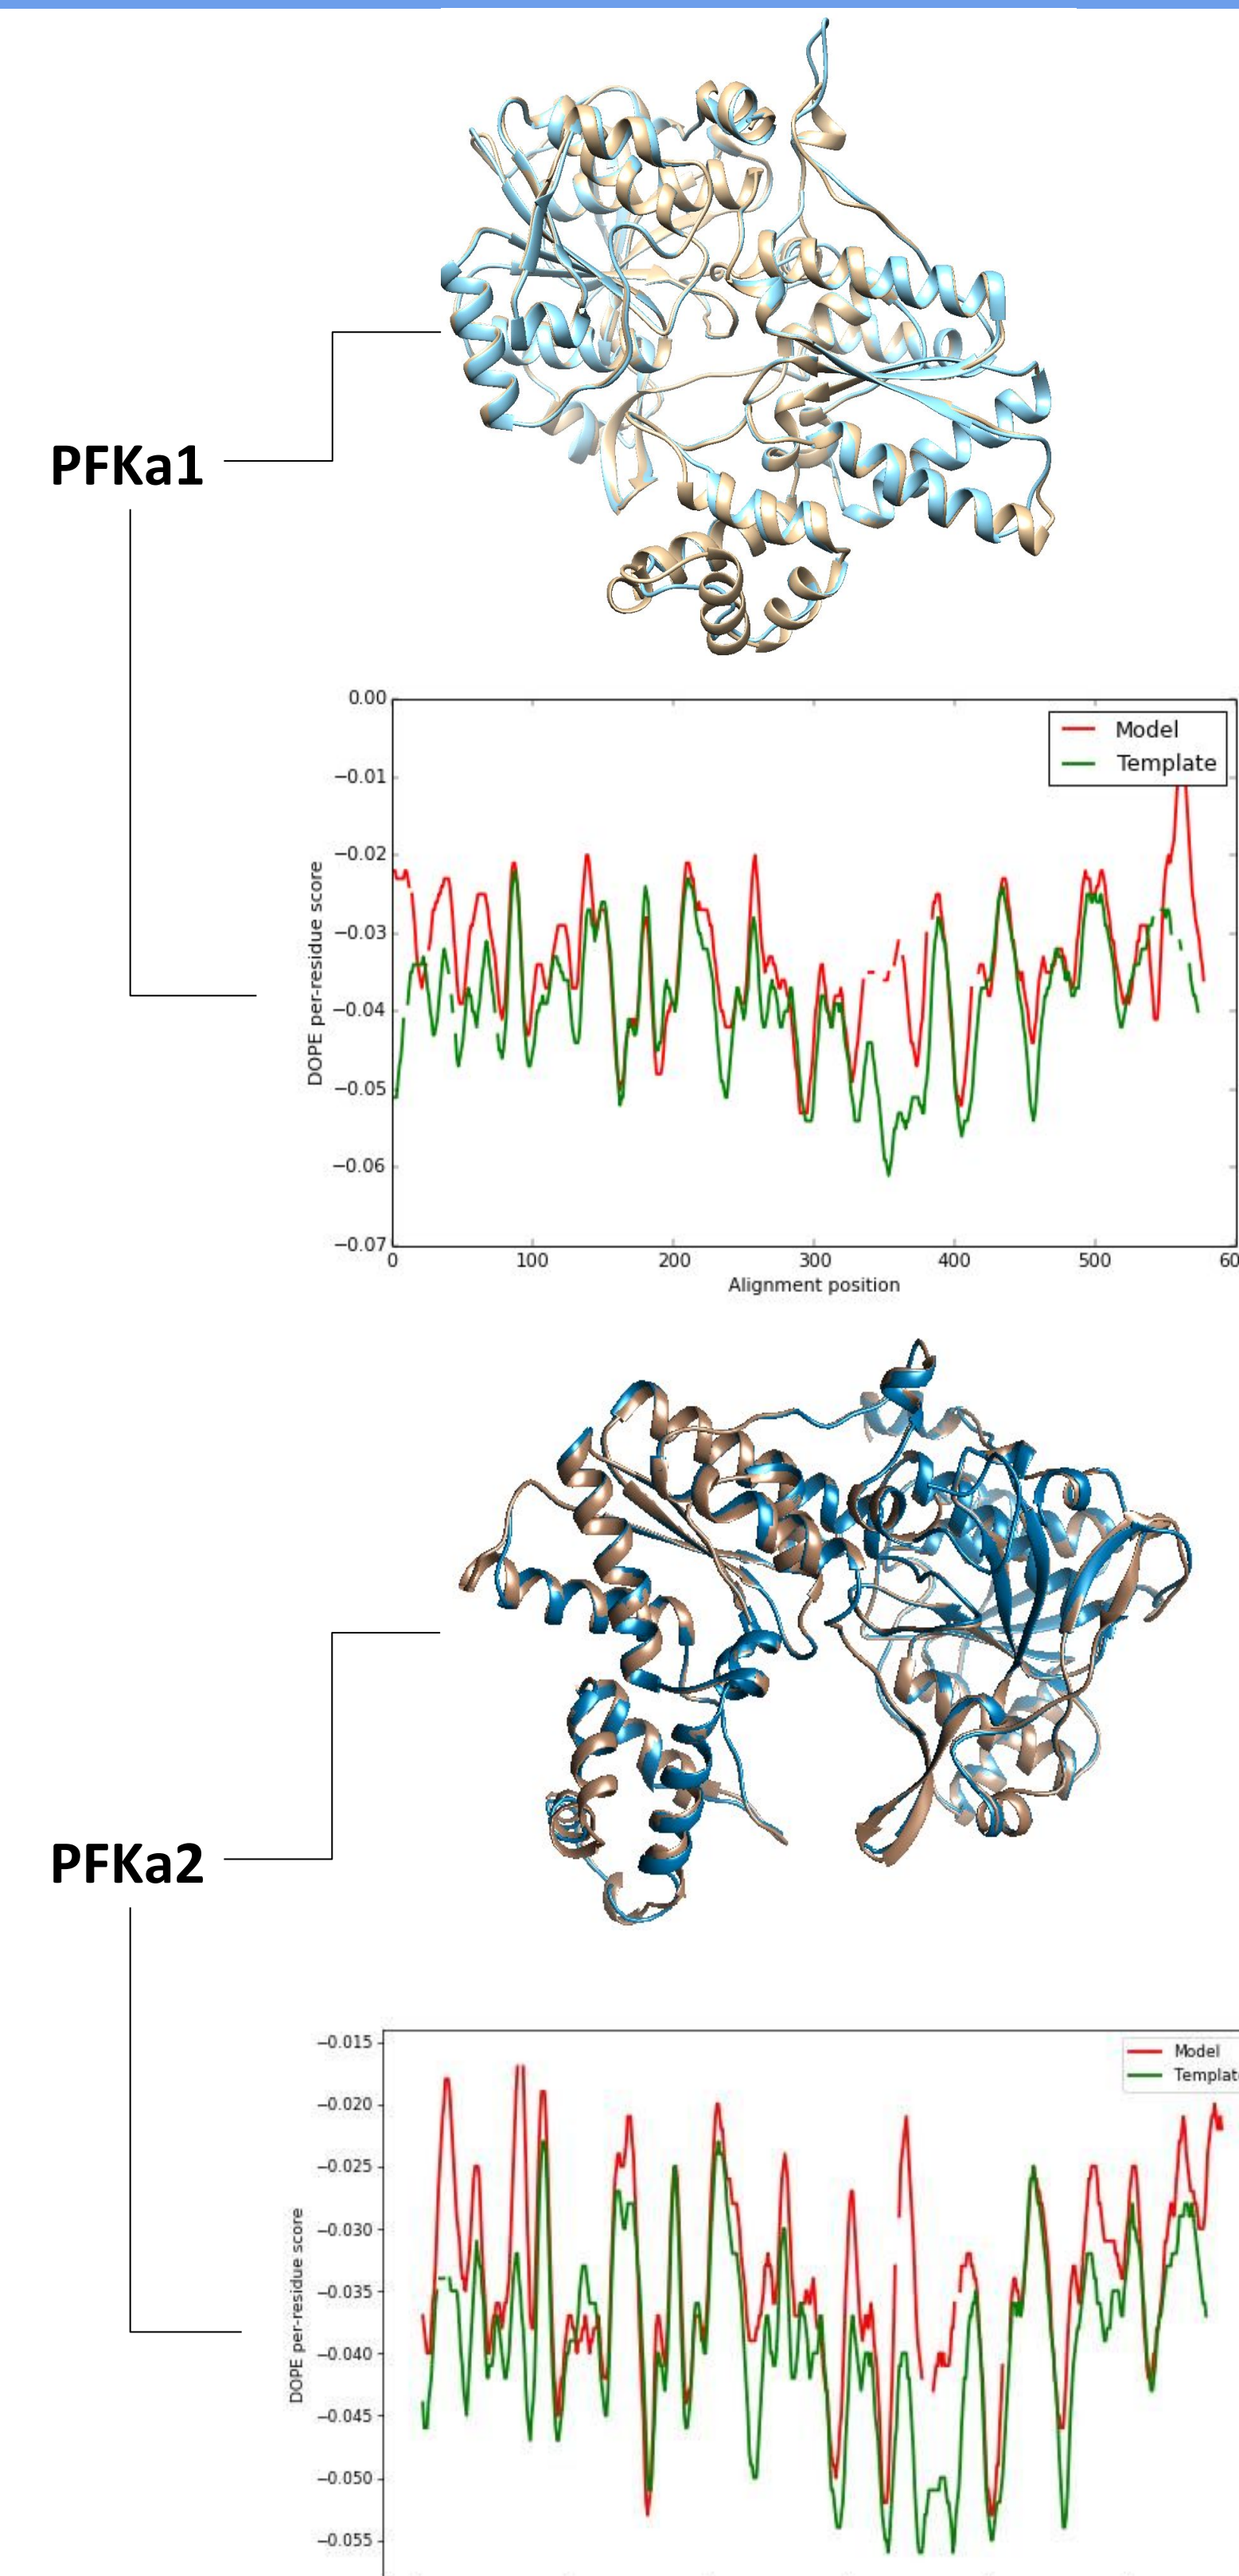 PFKa1
0.00
Model
Template
−0.01
−0.02
−0.03
−0.04
−0.05
−0.06
−0.07
DOPE per-residue score
0 100 200 300 400 500 60
Alignment position
PFKa2
−0.015
Model
Templat
−0.020
−0.025
−0.030
−0.035
−0.040
−0.045
−0.050
−0.055
DOPE per-residue score